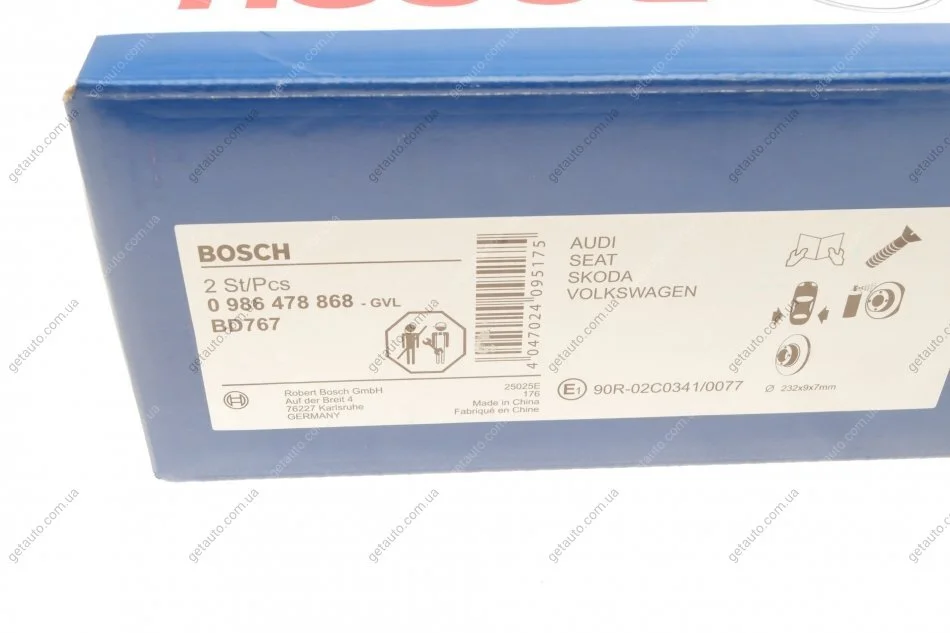 BOSCH
2 St/Pcs
0 986 478 868 - GVL
BD767
4 047024 095175
AUDI
SEAT
SKODA
VOLKSWAGEN
Robert Bosch GmbH
Auf der Breit 4
76227 Karlsruhe
GERMANY
25025E
176
Made in China
Fabriqué en Chine
E1 90R-02C0341/0077
Ø 232x9x7mm
getauto.com.ua